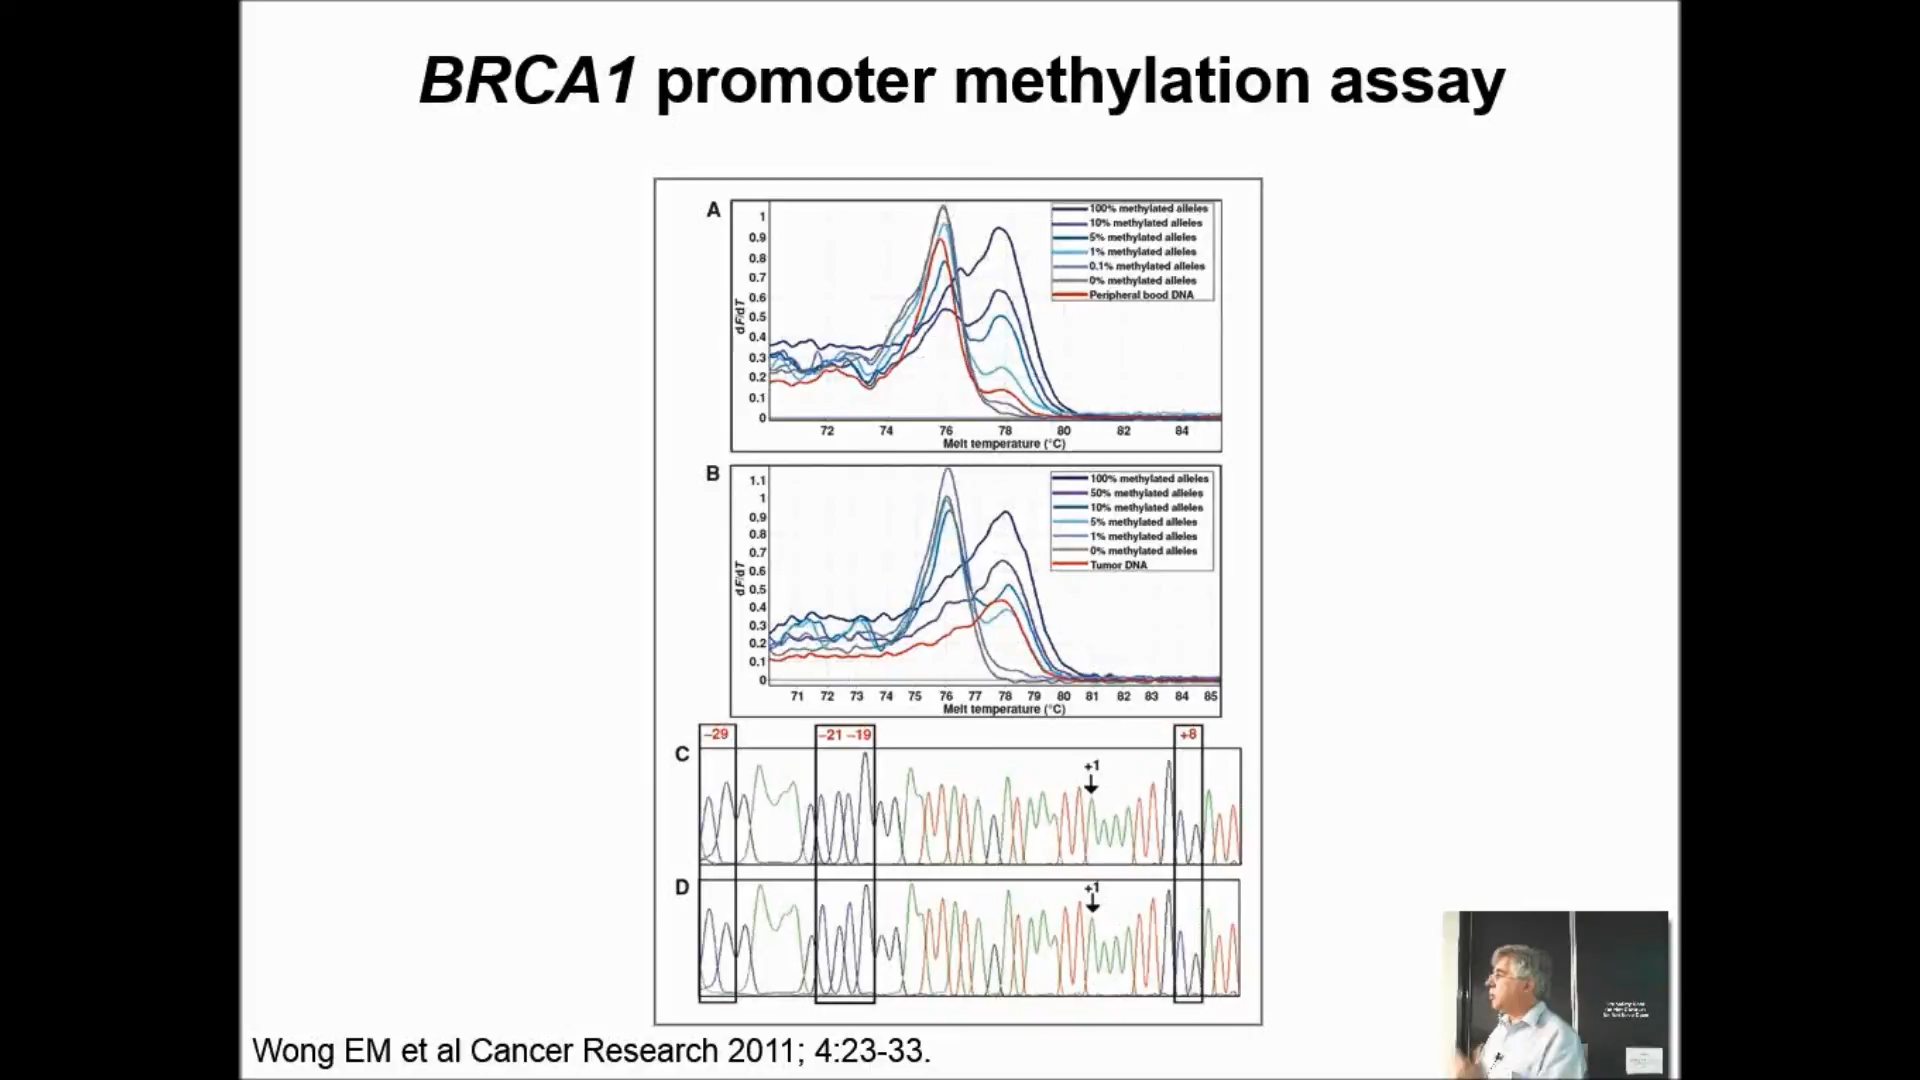 BRCA1 promoter methylation assay
A
100% methylated alleles
10% methylated alleles
5% methylated alleles
1% methylated alleles
0.1% methylated alleles
0% methylated alleles
Peripheral bood DNA
dF/dT
1
0.9
0.8
0.7
0.6
0.5
0.4
0.3
0.2
0.1
0
72 74 76 78 80 82 84
Melt temperature (°C)
B
100% methylated alleles
50% methylated alleles
10% methylated alleles
5% methylated alleles
1% methylated alleles
0% methylated alleles
Tumor DNA
dF/dT
1.1
1
0.9
0.8
0.7
0.6
0.5
0.4
0.3
0.2
0.1
0
71 72 73 74 75 76 77 78 79 80 81 82 83 84 85
Melt temperature (°C)
–29 –21 –19 +8
C
+1
D
+1
Wong EM et al Cancer Research 2011; 4:23-33.